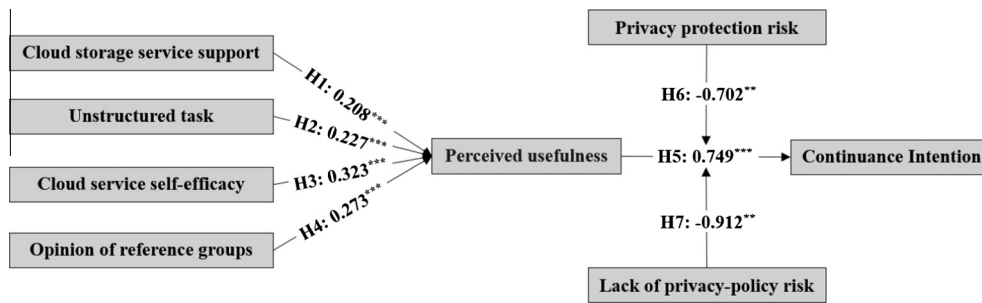 Cloud storage service support
Unstructured task
Cloud service self-efficacy
Opinion of reference groups
H1: 0.208***
H2: 0.227***
H3: 0.323***
H4: 0.273***
Perceived usefulness
Privacy protection risk
H6: -0.702**
H5: 0.749***
H7: -0.912**
Lack of privacy-policy risk
Continuance Intention